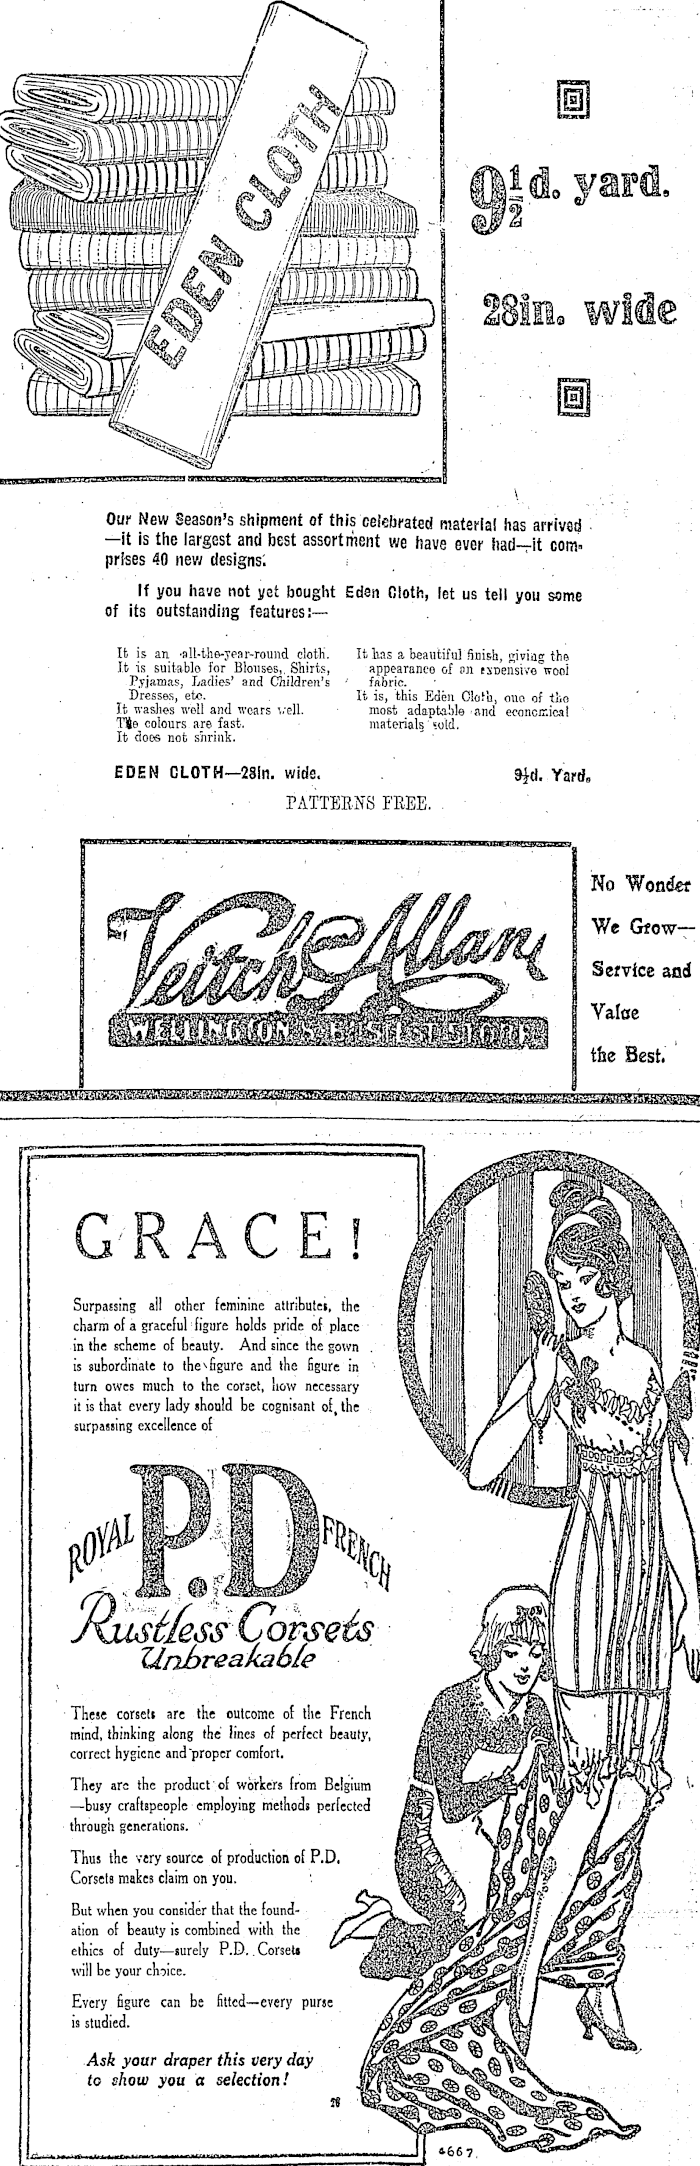 EDEN CLOTH
9½d. yard.
28in. wide
Our New Season's shipment of this celebrated material has arrived
—it is the largest and best assortment we have ever had—it com-
prises 40 new designs.
If you have not yet bought Eden Cloth, let us tell you some
of its outstanding features:—
It is an all-the-year-round cloth.
It is suitable for Blouses, Shirts,
Pyjamas, Ladies' and Children's
Dresses, etc.
It washes well and wears well.
The colours are fast.
It does not shrink.
It has a beautiful finish, giving the
appearance of an expensive wool
fabric.
It is, this Eden Cloth, one of the
most adaptable and economical
materials sold.
EDEN CLOTH—28in. wide.
9½d. Yard.
PATTERNS FREE.
Veitch & Allan
WELLINGTON'S BUSIEST STORE
No Wonder
We Grow—
Service and
Value
the Best.
GRACE!
Surpassing all other feminine attributes, the
charm of a graceful figure holds pride of place
in the scheme of beauty. And since the gown
is subordinate to the figure and the figure in
turn owes much to the corset, how necessary
it is that every lady should be cognisant of, the
surpassing excellence of
ROYAL P.D FRENCH
Rustless Corsets
Unbreakable
These corsets are the outcome of the French
mind, thinking along the lines of perfect beauty,
correct hygiene and proper comfort.
They are the product of workers from Belgium
—busy craftspeople employing methods perfected
through generations.
Thus the very source of production of P.D.
Corsets makes claim on you.
But when you consider that the found-
ation of beauty is combined with the
ethics of duty—surely P.D. Corsets
will be your choice.
Every figure can be fitted—every purse
is studied.
Ask your draper this very day
to show you a selection!
4667